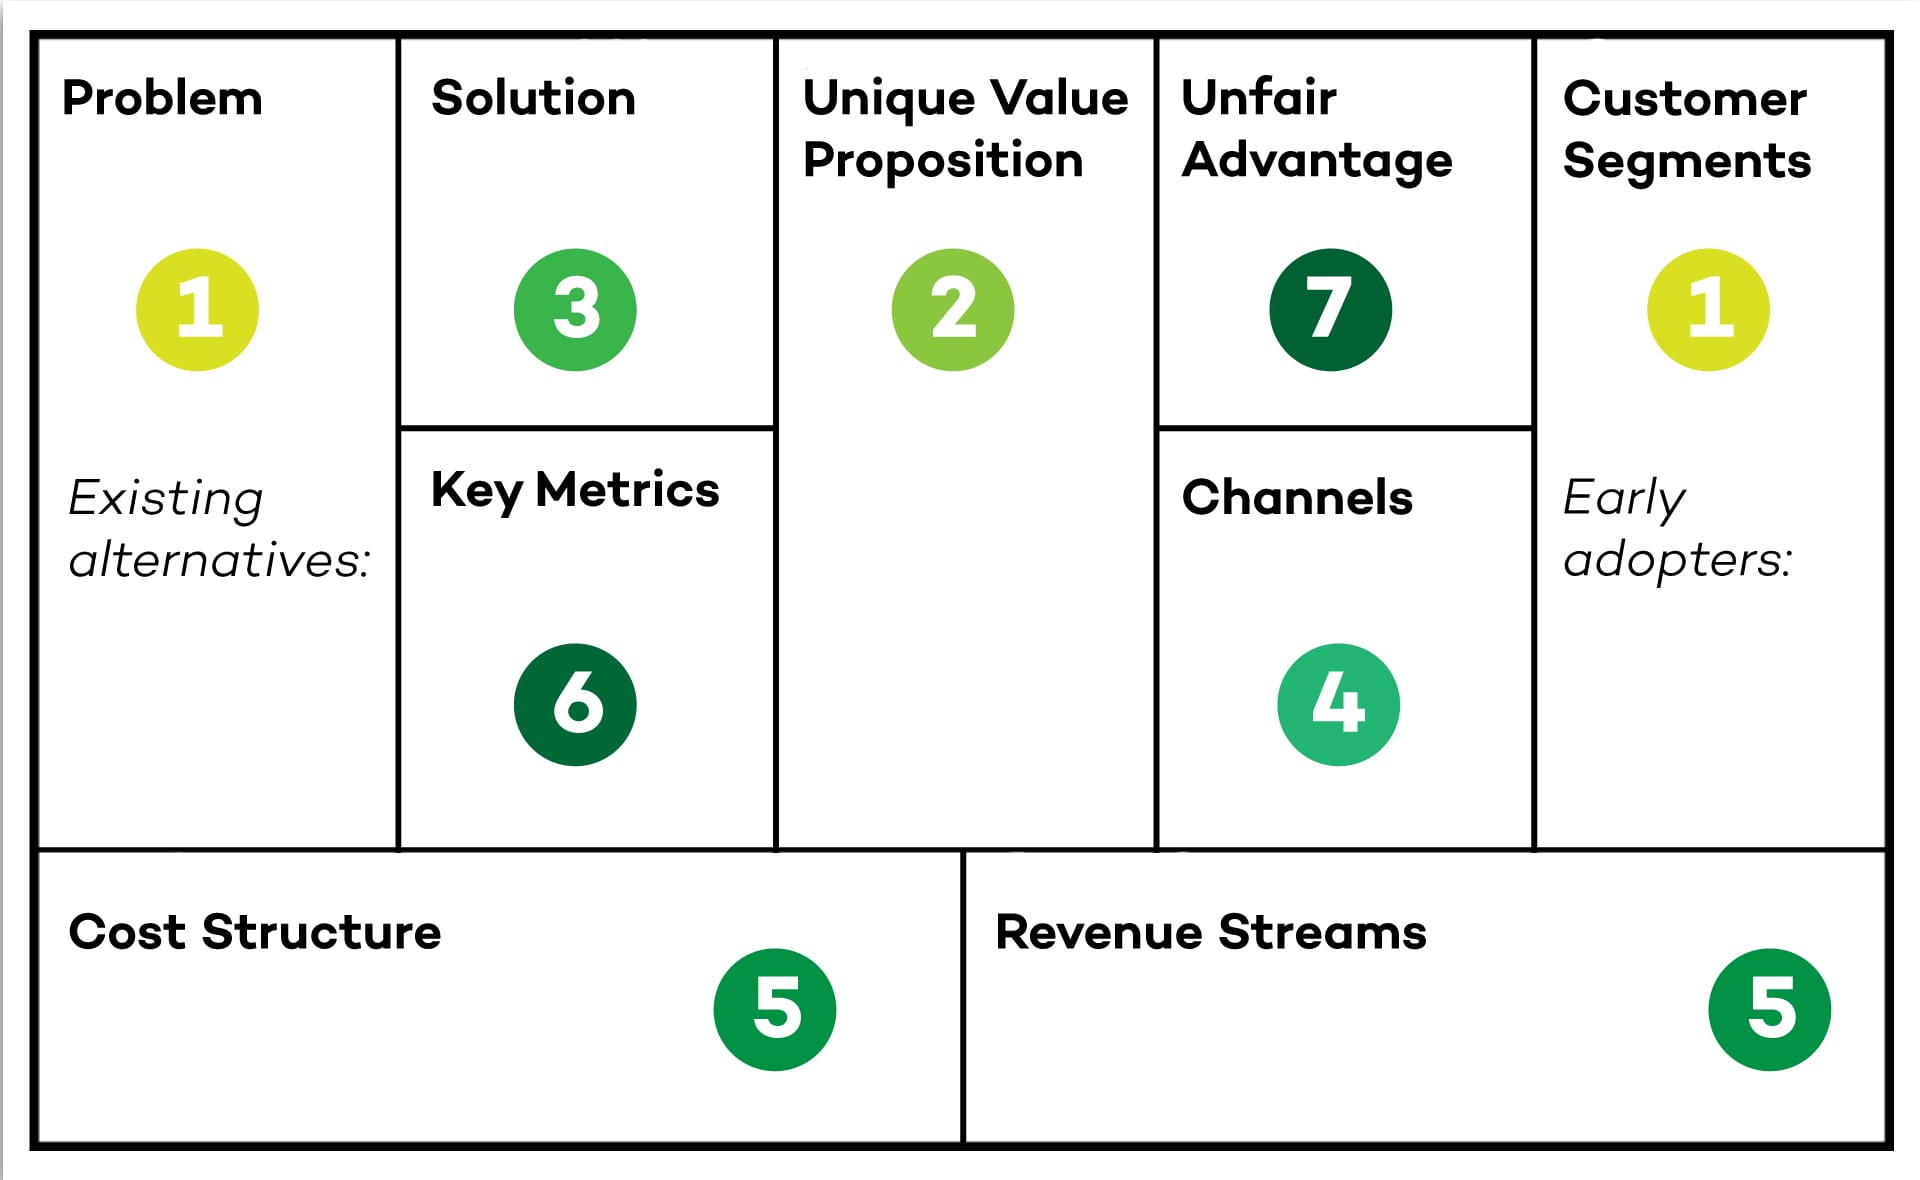 Problem
1
Existing
alternatives:
Solution
3
Key Metrics
6
Unique Value
Proposition
2
Unfair
Advantage
7
Channels
4
Customer
Segments
1
Early
adopters:
Cost Structure
5
Revenue Streams
5